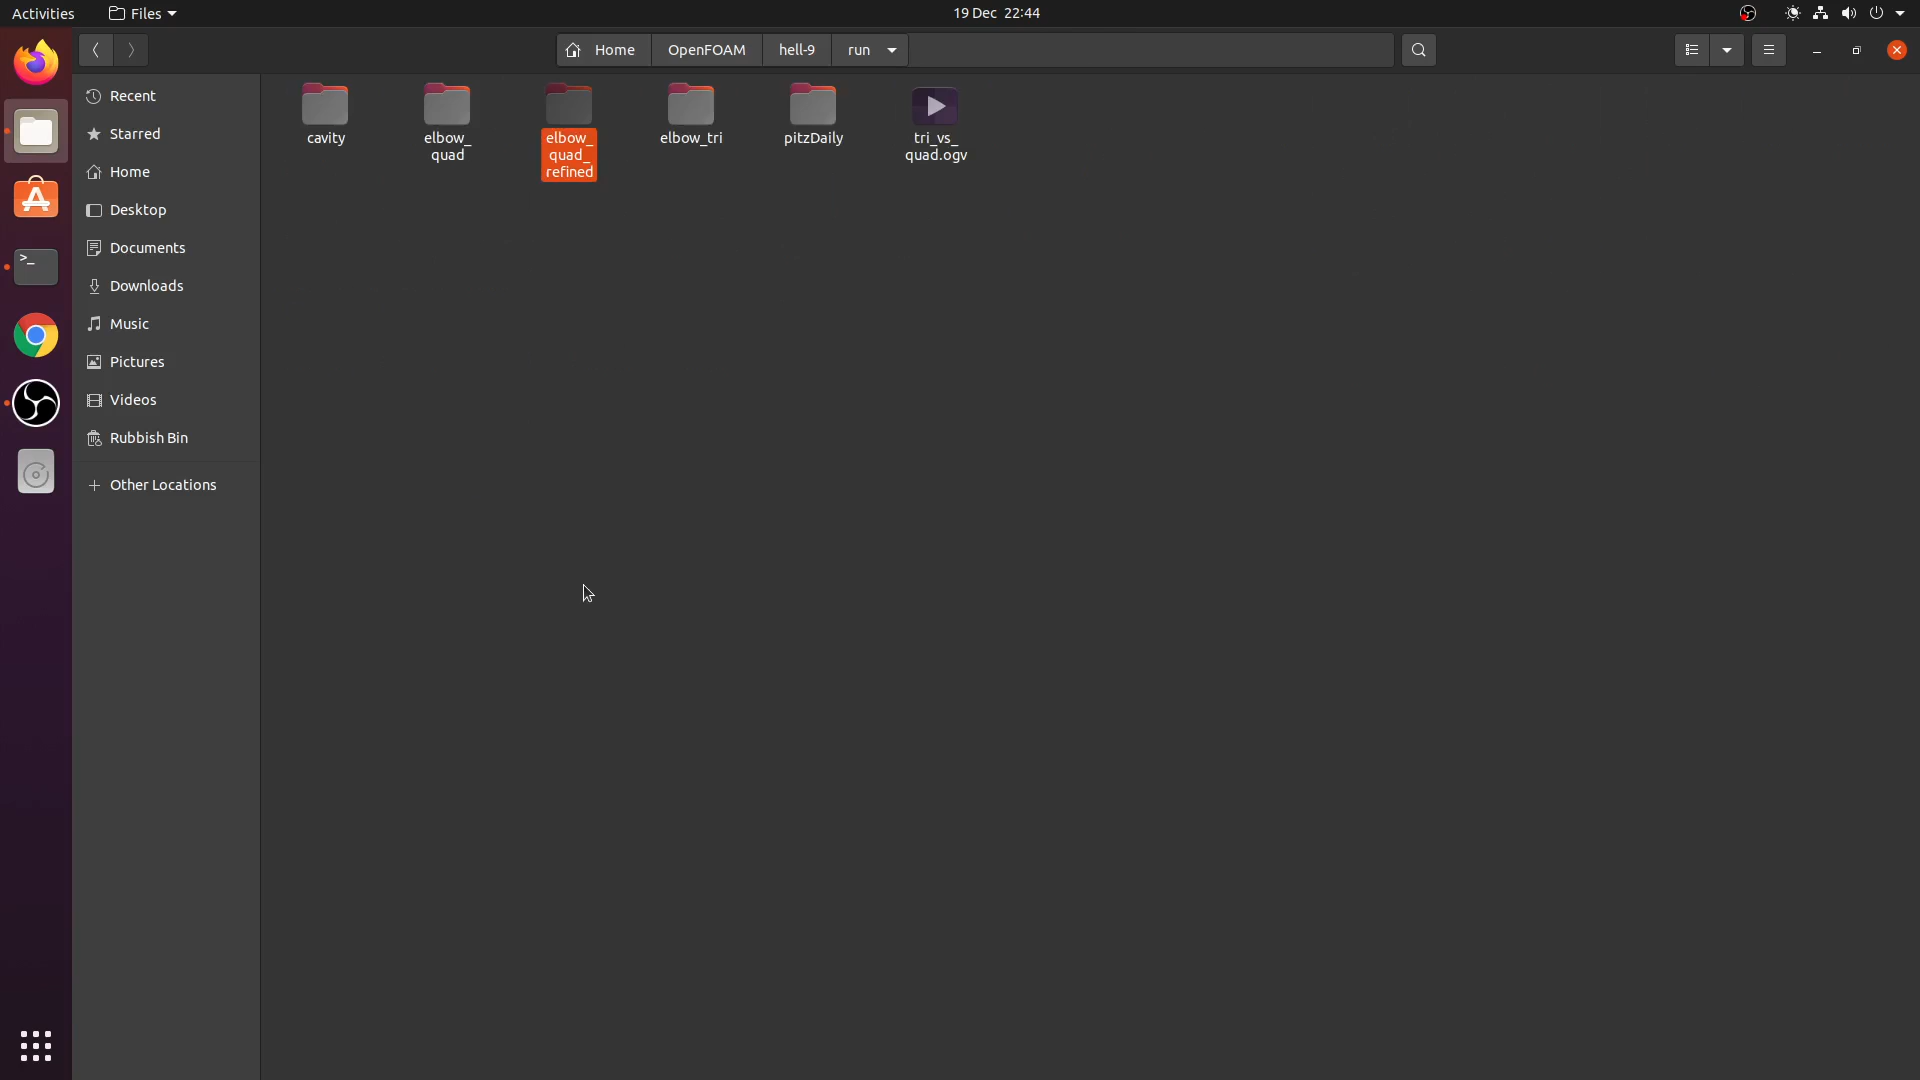 Activities
Files
19 Dec 22:44
Home
OpenFOAM
hell-9
run
Recent
Starred
Home
Desktop
Documents
Downloads
Music
Pictures
Videos
Rubbish Bin
Other Locations
cavity
elbow_
quad
elbow_
quad_
refined
elbow_tri
pitzDaily
tri_vs_
quad.ogv